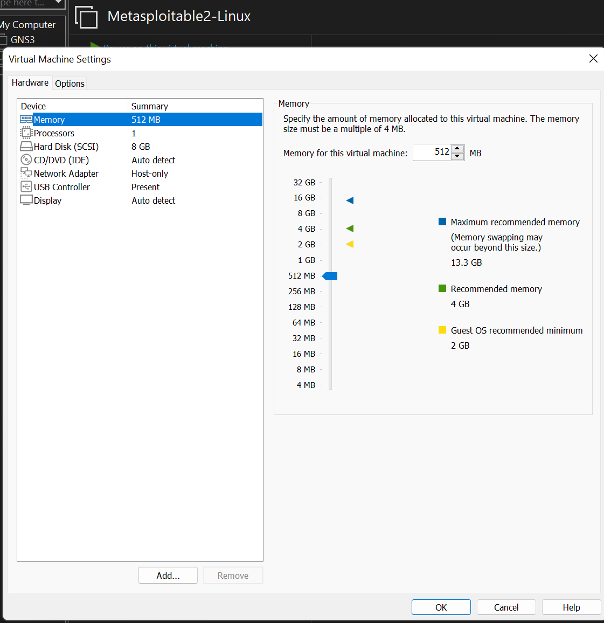 pe here t...
Metasploitable2-Linux
My Computer
GNS3
Virtual Machine Settings
Hardware Options
Device Summary
Memory 512 MB
Processors 1
Hard Disk (SCSI) 8 GB
CD/DVD (IDE) Auto detect
Network Adapter Host-only
USB Controller Present
Display Auto detect
Add... Remove
Memory
Specify the amount of memory allocated to this virtual machine. The memory
size must be a multiple of 4 MB.
Memory for this virtual machine: 512 MB
32 GB
16 GB
8 GB
4 GB
2 GB
1 GB
512 MB
256 MB
128 MB
64 MB
32 MB
16 MB
8 MB
4 MB
Maximum recommended memory
(Memory swapping may
occur beyond this size.)
13.3 GB
Recommended memory
4 GB
Guest OS recommended minimum
2 GB
OK Cancel Help